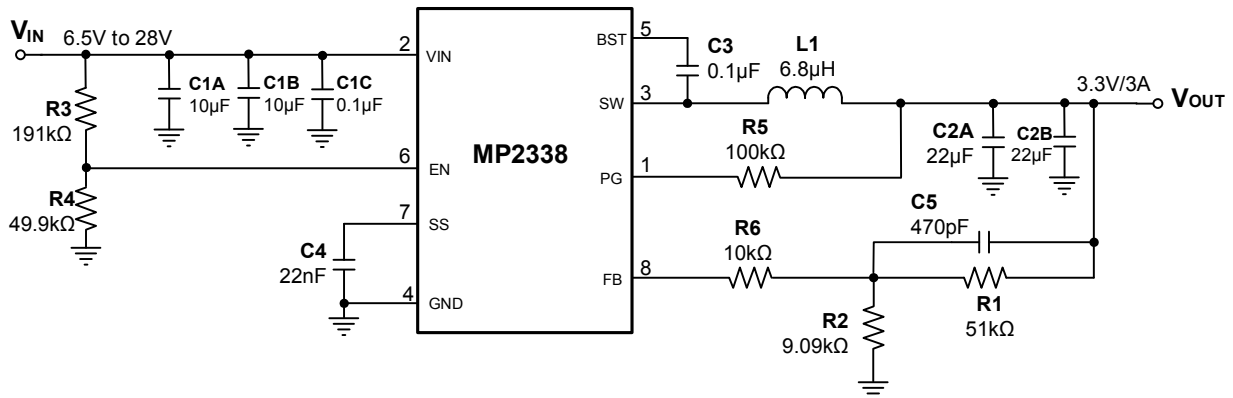 VIN
6.5V to 28V
R3
191kΩ
R4
49.9kΩ
C1A
10µF
C1B
10µF
C1C
0.1µF
2
VIN
6
EN
7
SS
C4
22nF
4
GND
MP2338
BST
5
C3
0.1µF
SW
3
L1
6.8µH
3.3V/3A
VOUT
R5
100kΩ
PG
1
C2A
22µF
C2B
22µF
C5
470pF
R6
10kΩ
FB
8
R1
51kΩ
R2
9.09kΩ